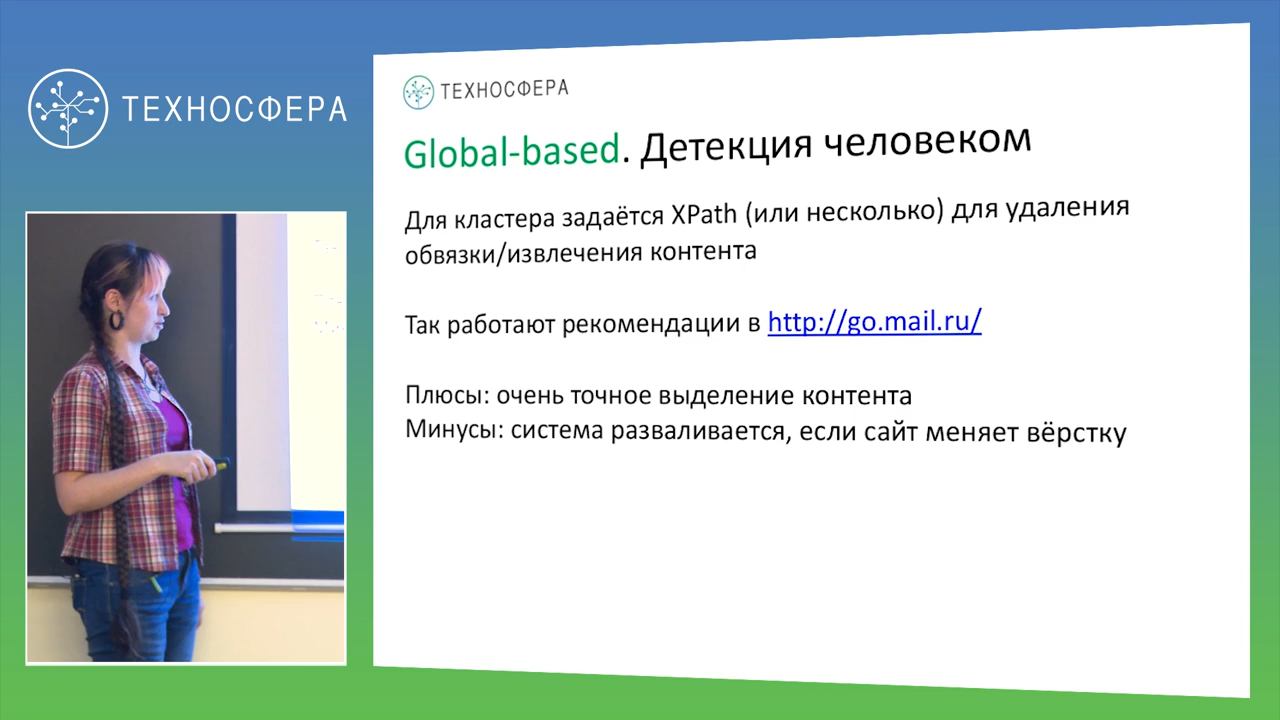 ТЕХНОСФЕРА
ТЕХНОСФЕРА
Global-based. Детекция человеком
Для кластера задаётся XPath (или несколько) для удаления
обвязки/извлечения контента
Так работают рекомендации в http://go.mail.ru/
Плюсы: очень точное выделение контента
Минусы: система разваливается, если сайт меняет вёрстку